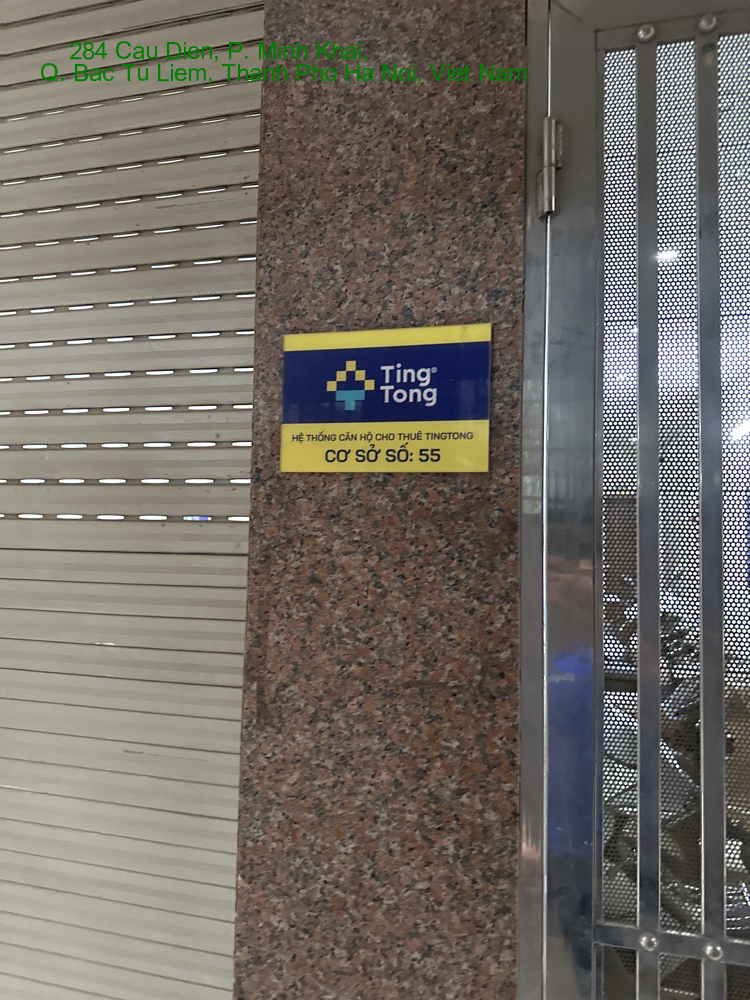 284 Cau Dien, P. Minh Khai,
Q. Bac Tu Liem, Thanh Pho Ha Noi, Viet Nam
Ting®
Tong
HỆ THỐNG CĂN HỘ CHO THUÊ TINGTONG
CƠ SỞ SỐ: 55